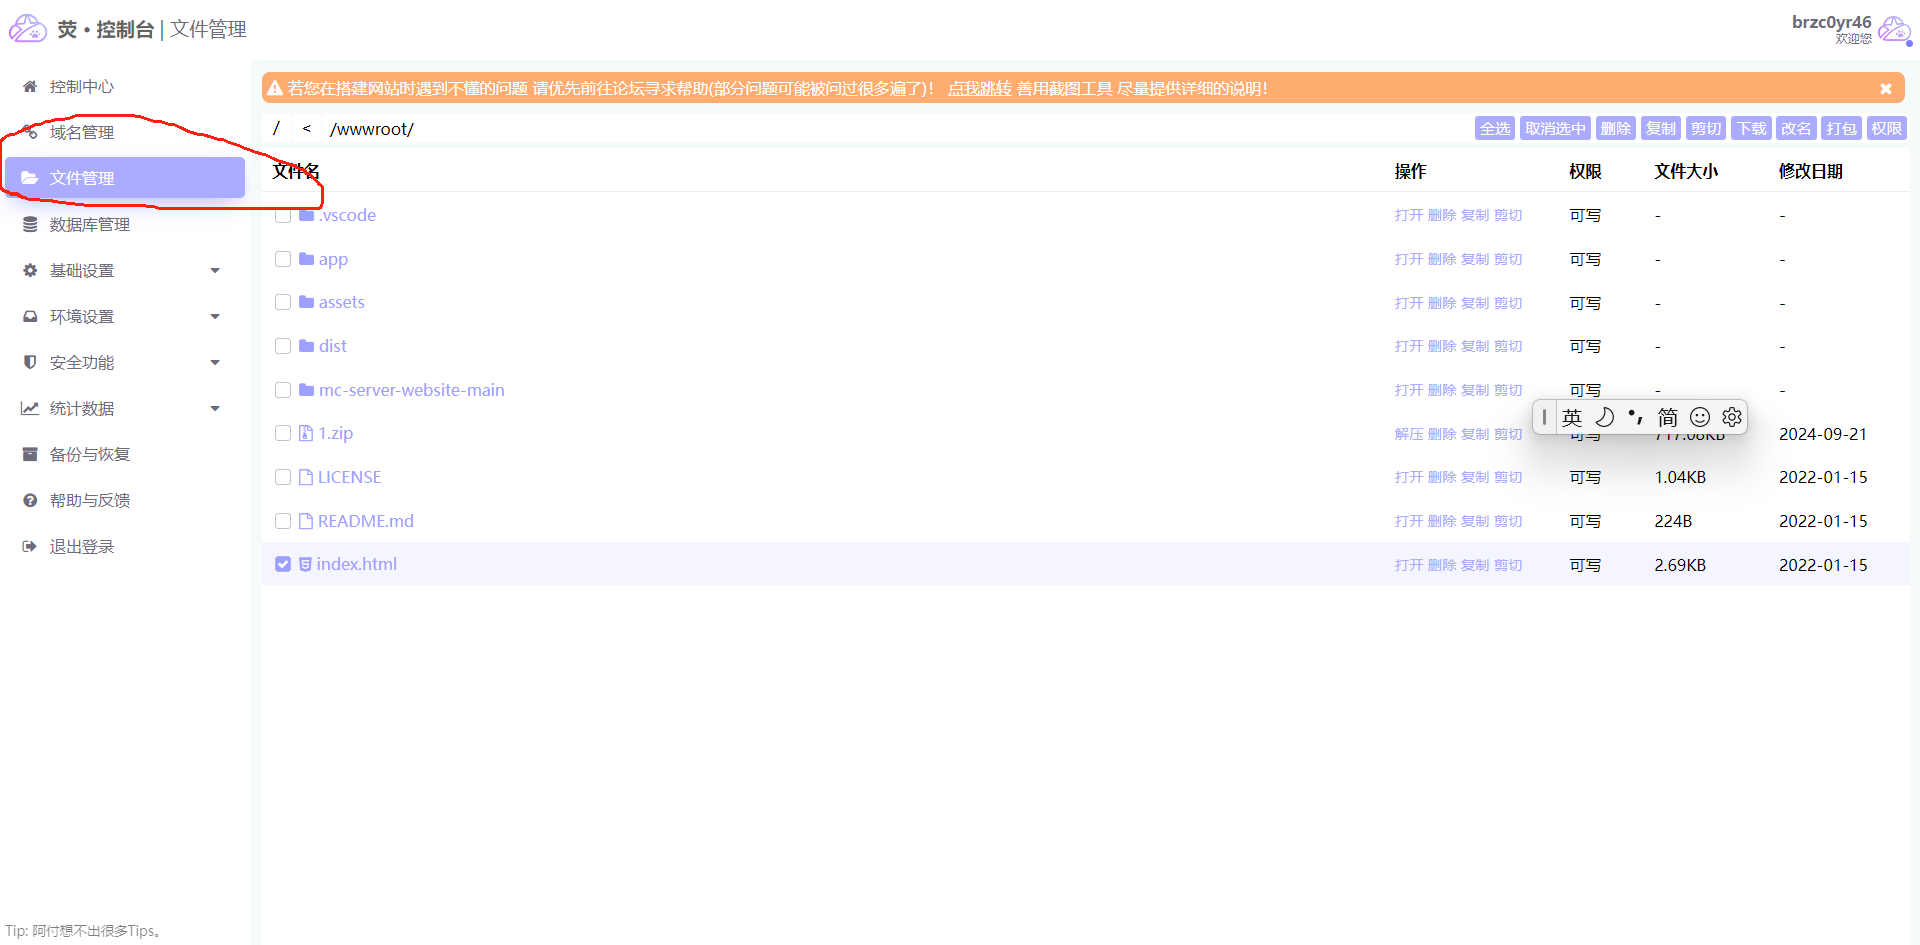 荧·控制台 | 文件管理
brzc0yr46
欢迎您
控制中心
域名管理
文件管理
数据库管理
基础设置
环境设置
安全功能
统计数据
备份与恢复
帮助与反馈
退出登录
Tip: 阿付想不出很多Tips。
若您在搭建网站时遇到不懂的问题 请优先前往论坛寻求帮助(部分问题可能被问过很多遍了)！ 点我跳转 善用截图工具 尽量提供详细的说明！
/ < /wwwroot/
全选 取消选中 删除 复制 剪切 下载 改名 打包 权限
文件名 操作 权限 文件大小 修改日期
.vscode 打开 删除 复制 剪切 可写 - -
app 打开 删除 复制 剪切 可写 - -
assets 打开 删除 复制 剪切 可写 - -
dist 打开 删除 复制 剪切 可写 - -
mc-server-website-main 打开 删除 复制 剪切 可写 - -
英 简
1.zip 解压 删除 复制 剪切 可写 717.08KB 2024-09-21
LICENSE 打开 删除 复制 剪切 可写 1.04KB 2022-01-15
README.md 打开 删除 复制 剪切 可写 224B 2022-01-15
index.html 打开 删除 复制 剪切 可写 2.69KB 2022-01-15